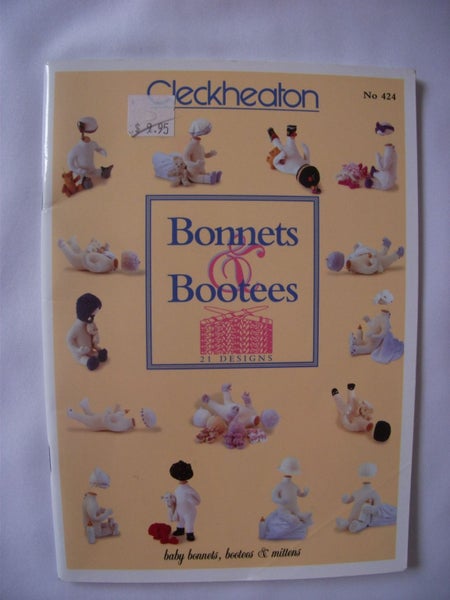 Cleckheaton
No 424
$ 2.95
Bonnets
&
Bootees
21 DESIGNS
baby bonnets, bootees & mittens